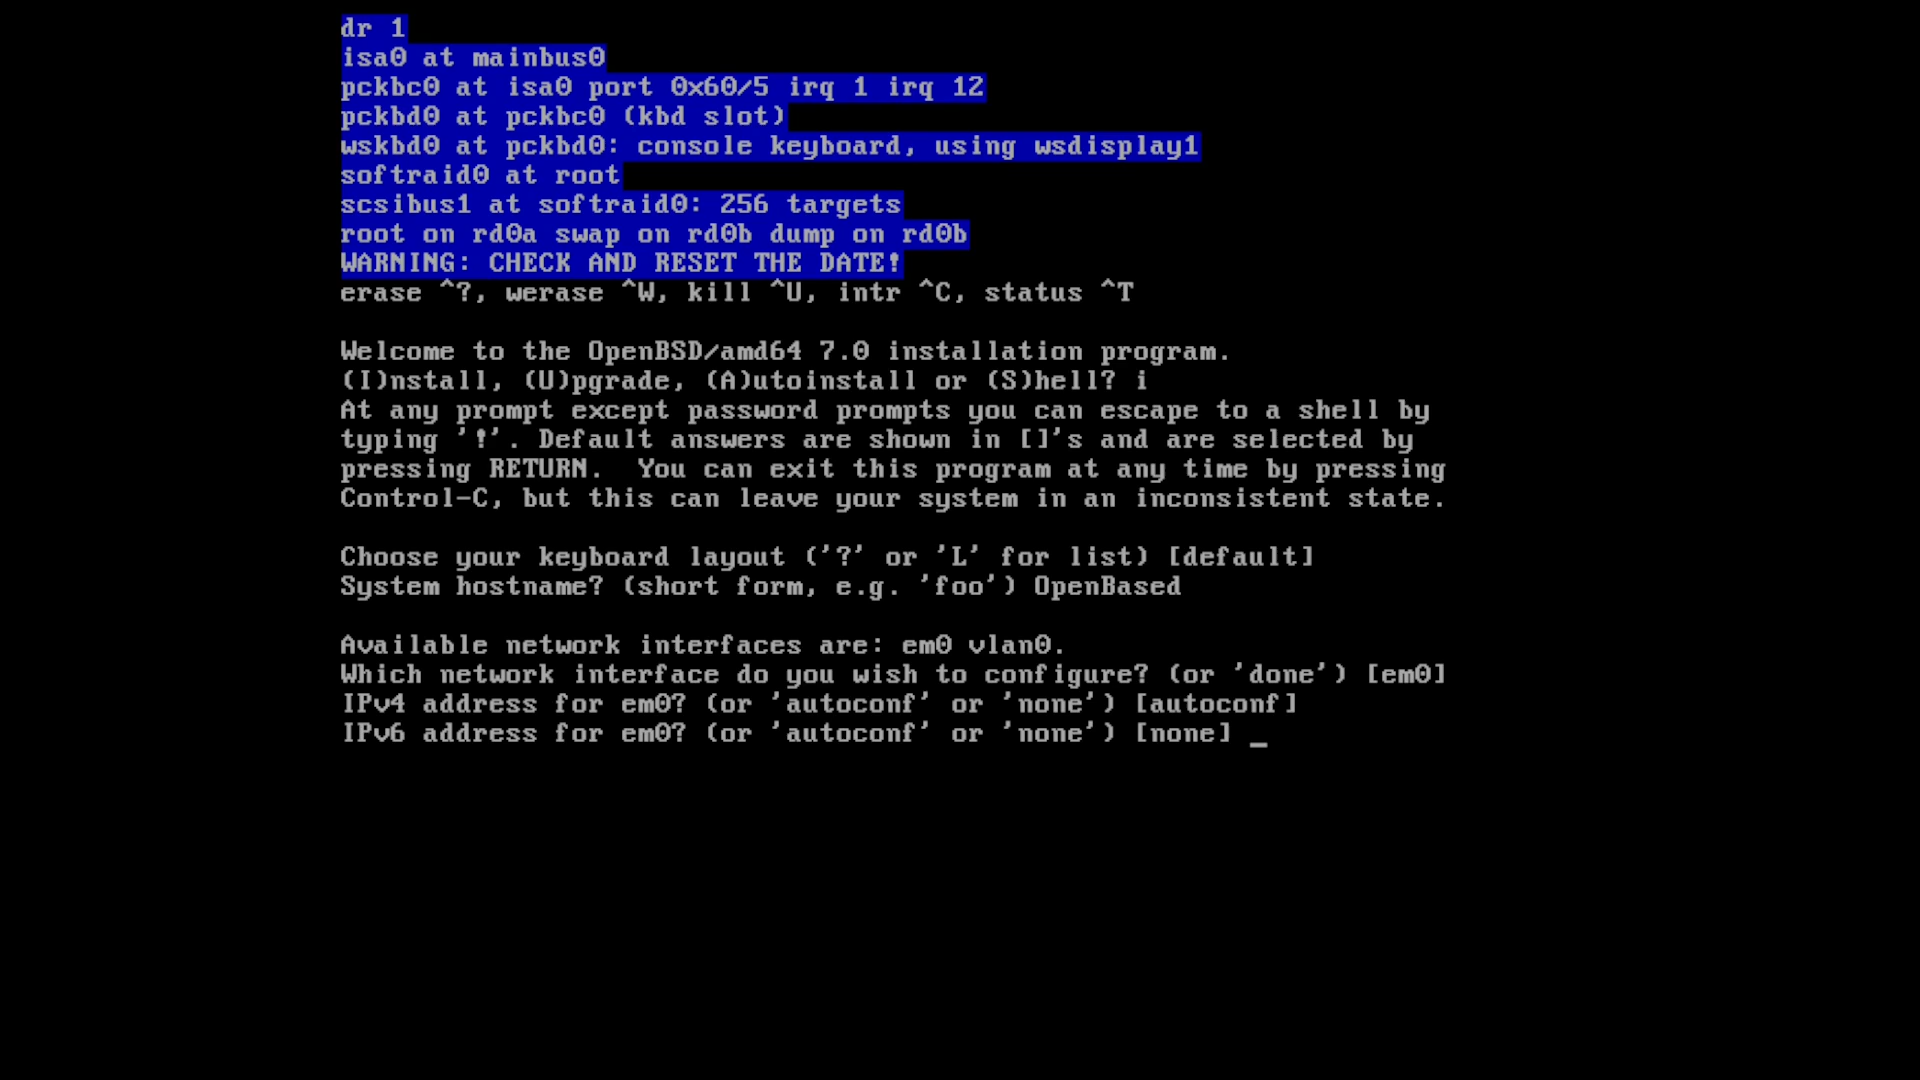 dr 1
isa0 at mainbus0
pckbc0 at isa0 port 0x60/5 irq 1 irq 12
pckbd0 at pckbc0 (kbd slot)
wskbd0 at pckbd0: console keyboard, using wsdisplay1
softraid0 at root
scsibus1 at softraid0: 256 targets
root on rd0a swap on rd0b dump on rd0b
WARNING: CHECK AND RESET THE DATE!
erase ^?, werase ^W, kill ^U, intr ^C, status ^T
Welcome to the OpenBSD/amd64 7.0 installation program.
(I)nstall, (U)pgrade, (A)utoinstall or (S)hell? i
At any prompt except password prompts you can escape to a shell by
typing '!'. Default answers are shown in []'s and are selected by
pressing RETURN.  You can exit this program at any time by pressing
Control-C, but this can leave your system in an inconsistent state.
Choose your keyboard layout ('?' or 'L' for list) [default]
System hostname? (short form, e.g. 'foo') OpenBased
Available network interfaces are: em0 vlan0.
Which network interface do you wish to configure? (or 'done') [em0]
IPv4 address for em0? (or 'autoconf' or 'none') [autoconf]
IPv6 address for em0? (or 'autoconf' or 'none') [none] _